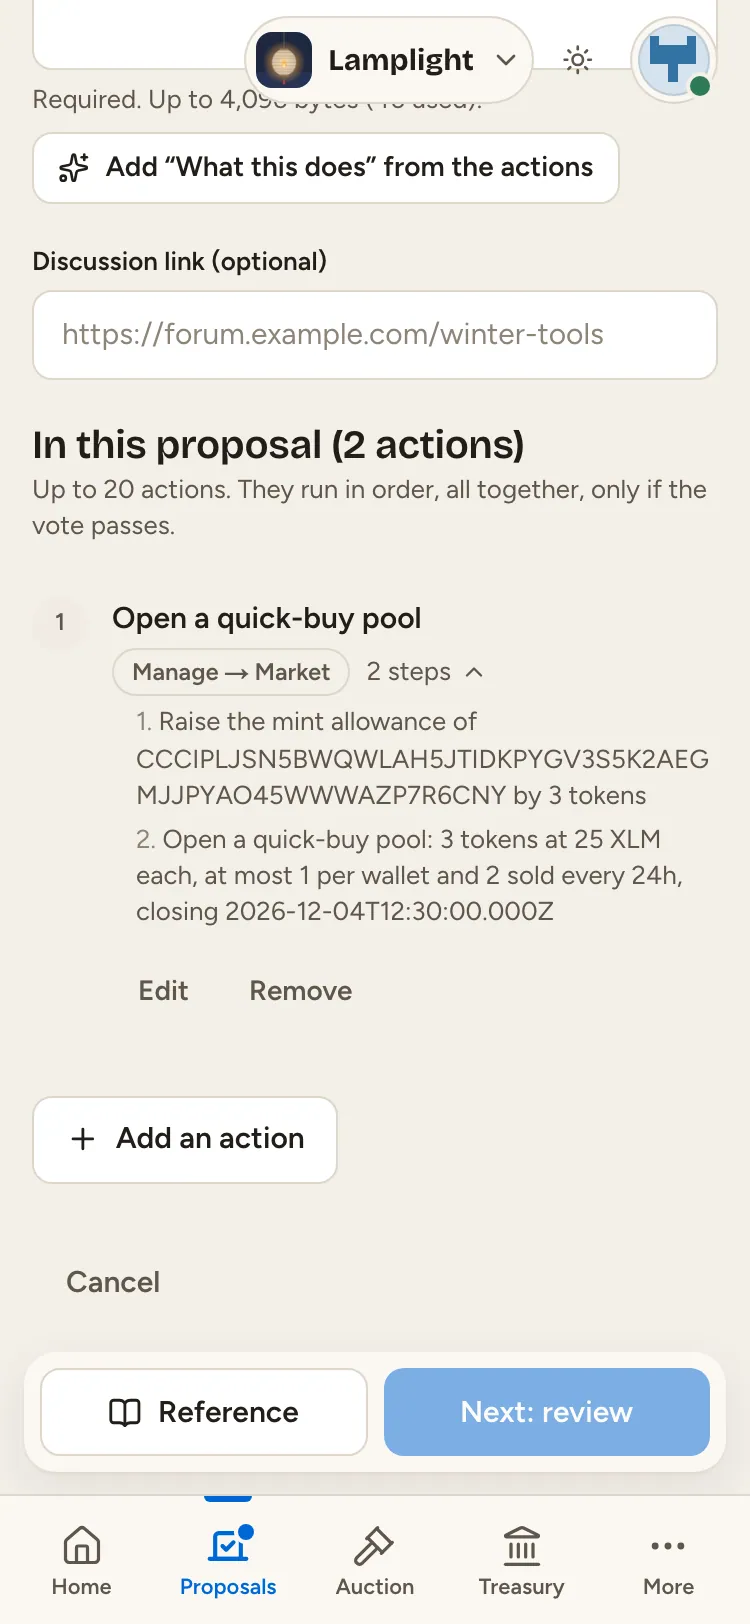 Lamplight
Required. Up to 4,096 bytes
Add “What this does” from the actions
Discussion link (optional)
https://forum.example.com/winter-tools
In this proposal (2 actions)
Up to 20 actions. They run in order, all together, only if the
vote passes.
1
Open a quick-buy pool
Manage → Market
2 steps
1. Raise the mint allowance of
CCCIPLJSN5BWQWLAH5JTIDKPYGV3S5K2AEG
MJJPYAO45WWWAZP7R6CNY by 3 tokens
2. Open a quick-buy pool: 3 tokens at 25 XLM
each, at most 1 per wallet and 2 sold every 24h,
closing 2026-12-04T12:30:00.000Z
Edit
Remove
Add an action
Cancel
Reference
Next: review
Home
Proposals
Auction
Treasury
More